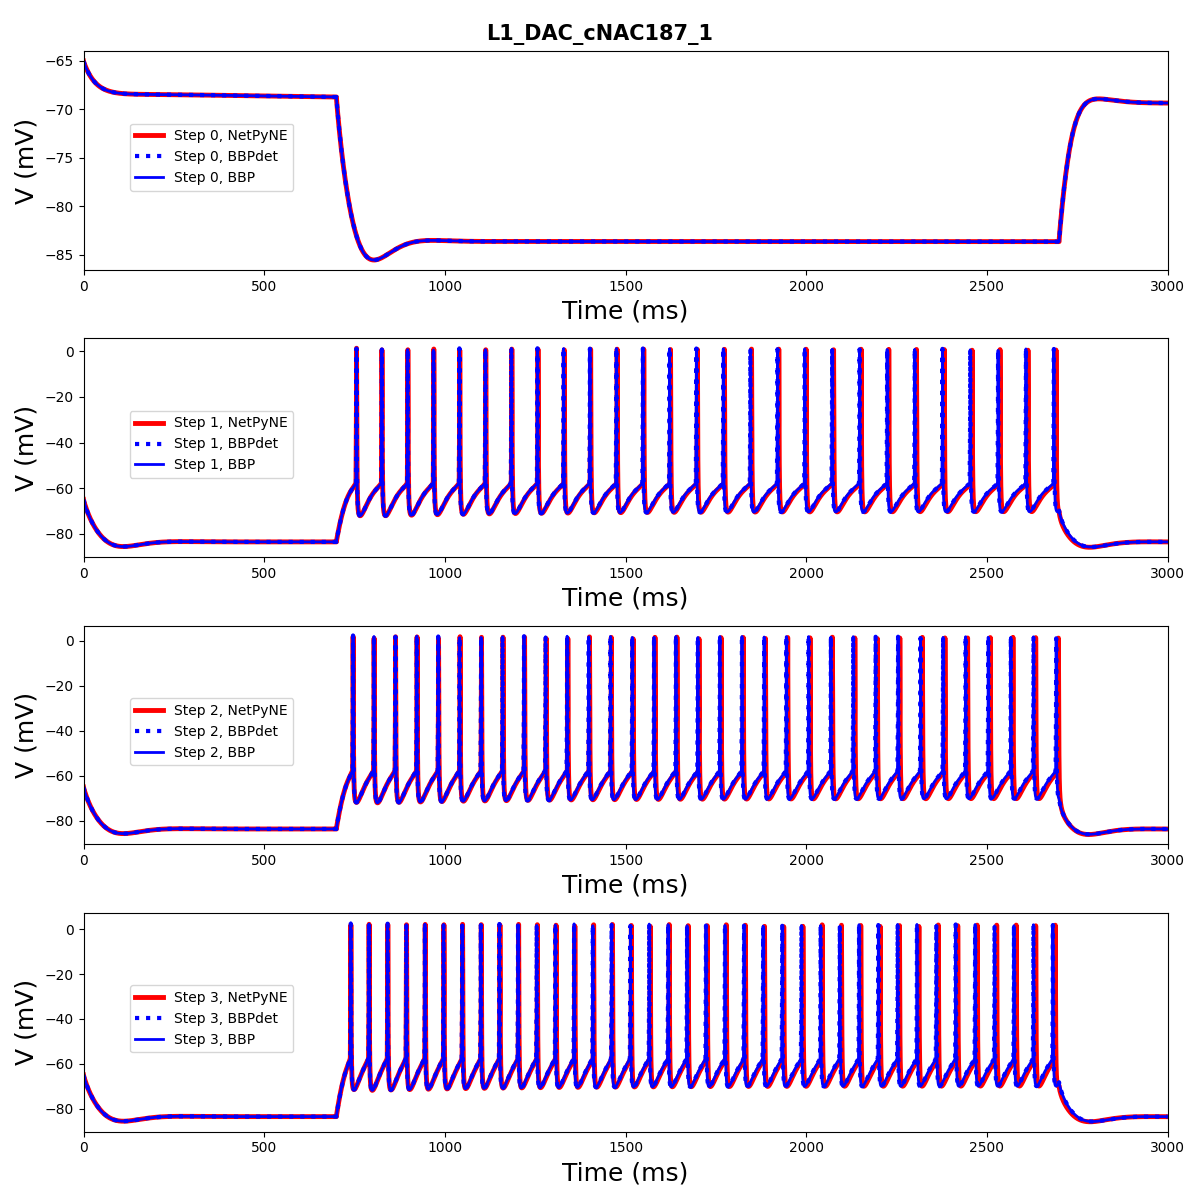 L1_DAC_cNAC187_1
−65
−70
−75
−80
−85
V (mV)
Step 0, NetPyNE
Step 0, BBPdet
Step 0, BBP
0 500 1000 1500 2000 2500 3000
Time (ms)
0
−20
−40
−60
−80
V (mV)
Step 1, NetPyNE
Step 1, BBPdet
Step 1, BBP
0 500 1000 1500 2000 2500 3000
Time (ms)
0
−20
−40
−60
−80
V (mV)
Step 2, NetPyNE
Step 2, BBPdet
Step 2, BBP
0 500 1000 1500 2000 2500 3000
Time (ms)
0
−20
−40
−60
−80
V (mV)
Step 3, NetPyNE
Step 3, BBPdet
Step 3, BBP
0 500 1000 1500 2000 2500 3000
Time (ms)